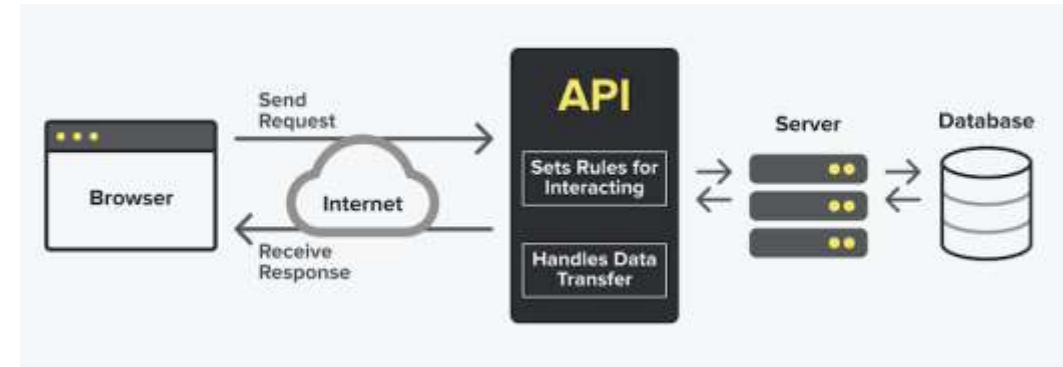 Send
Request
Browser
Internet
Receive
Response
API
Sets Rules for
Interacting
Handles Data
Transfer
Server
Database